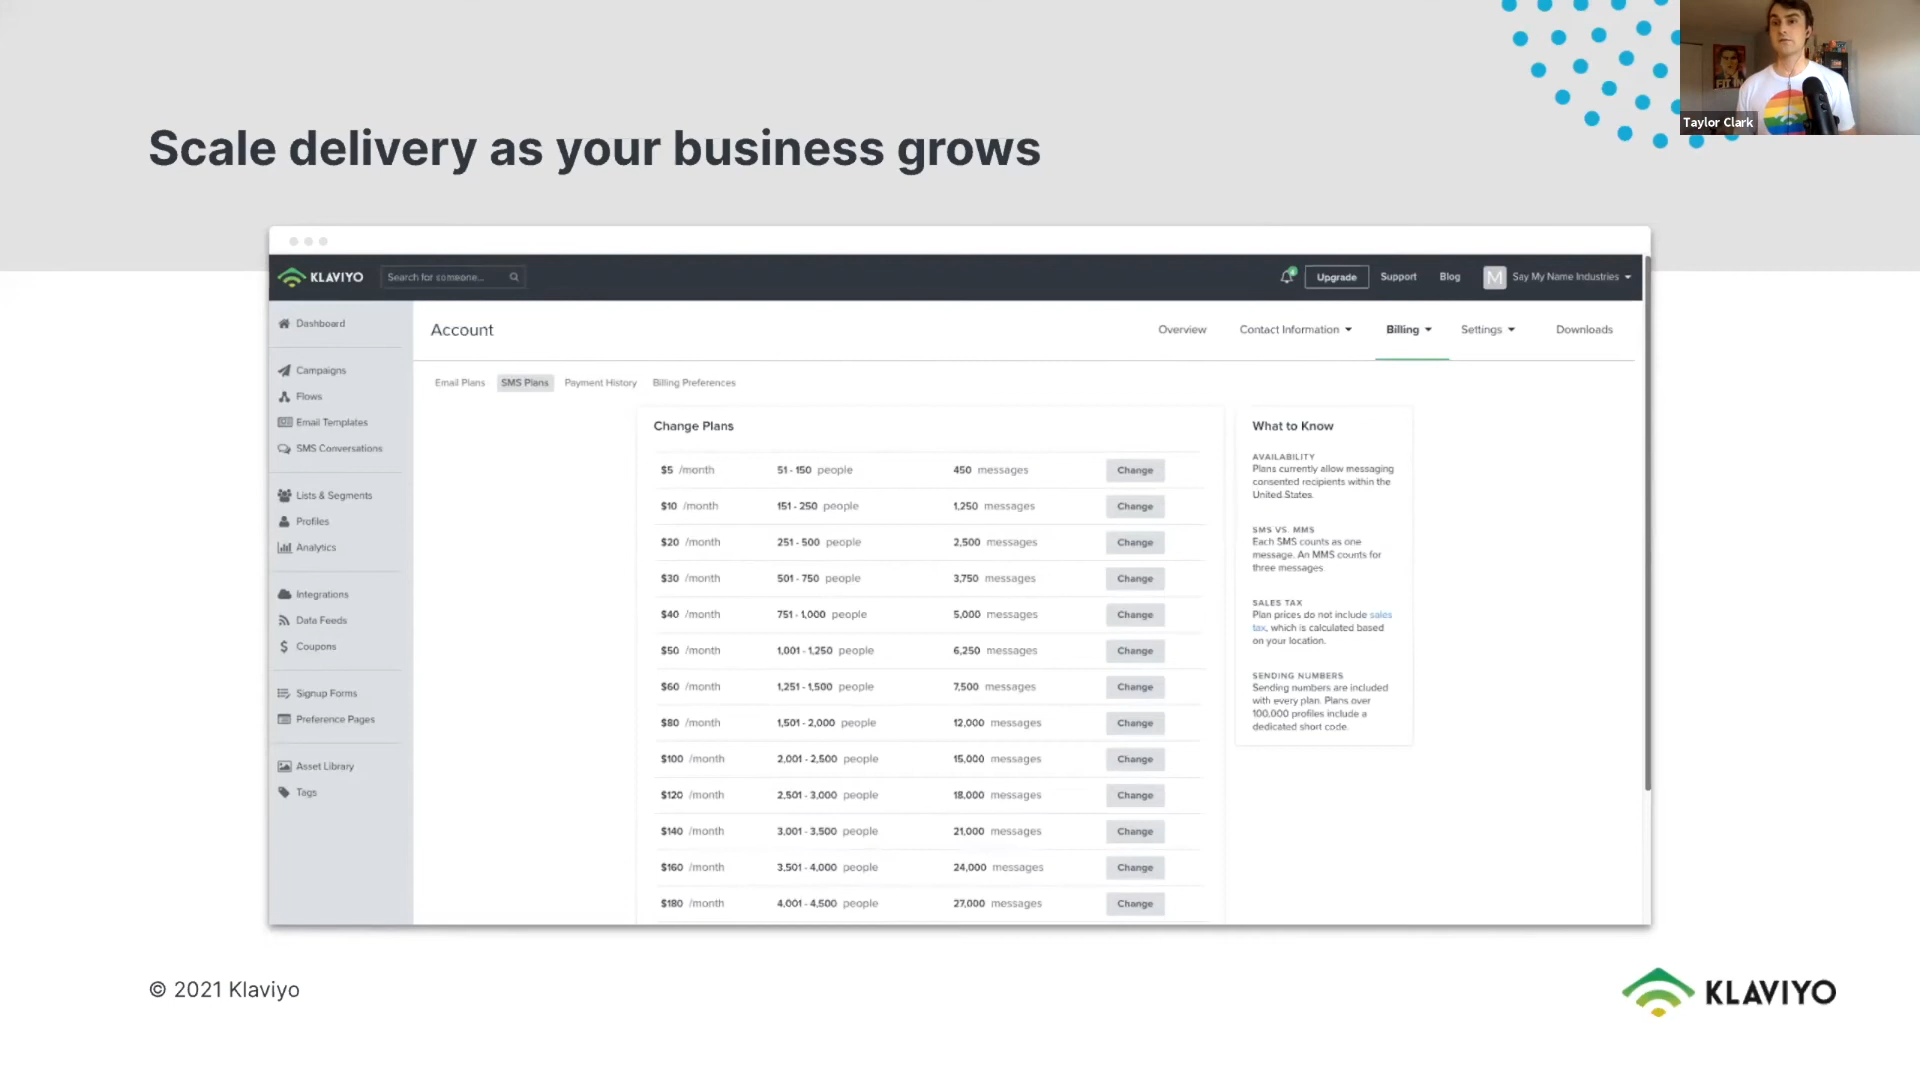 Scale delivery as your business grows
FIT IN
Taylor Clark
KLAVIYO
Search for someone...
4
Upgrade
Support
Blog
M
Say My Name Industries
Dashboard
Campaigns
Flows
Email Templates
SMS Conversations
Lists & Segments
Profiles
Analytics
Integrations
Data Feeds
Coupons
Signup Forms
Preference Pages
Asset Library
Tags
Account
Overview
Contact Information
Billing
Settings
Downloads
Email Plans
SMS Plans
Payment History
Billing Preferences
Change Plans
$5 /month 51 - 150 people 450 messages Change
$10 /month 151 - 250 people 1,250 messages Change
$20 /month 251 - 500 people 2,500 messages Change
$30 /month 501 - 750 people 3,750 messages Change
$40 /month 751 - 1,000 people 5,000 messages Change
$50 /month 1,001 - 1,250 people 6,250 messages Change
$60 /month 1,251 - 1,500 people 7,500 messages Change
$80 /month 1,501 - 2,000 people 12,000 messages Change
$100 /month 2,001 - 2,500 people 15,000 messages Change
$120 /month 2,501 - 3,000 people 18,000 messages Change
$140 /month 3,001 - 3,500 people 21,000 messages Change
$160 /month 3,501 - 4,000 people 24,000 messages Change
$180 /month 4,001 - 4,500 people 27,000 messages Change
What to Know
AVAILABILITY
Plans currently allow messaging
consented recipients within the
United States.
SMS VS. MMS
Each SMS counts as one
message. An MMS counts for
three messages.
SALES TAX
Plan prices do not include sales
tax, which is calculated based
on your location.
SENDING NUMBERS
Sending numbers are included
with every plan. Plans over
100,000 profiles include a
dedicated short code.
© 2021 Klaviyo
KLAVIYO